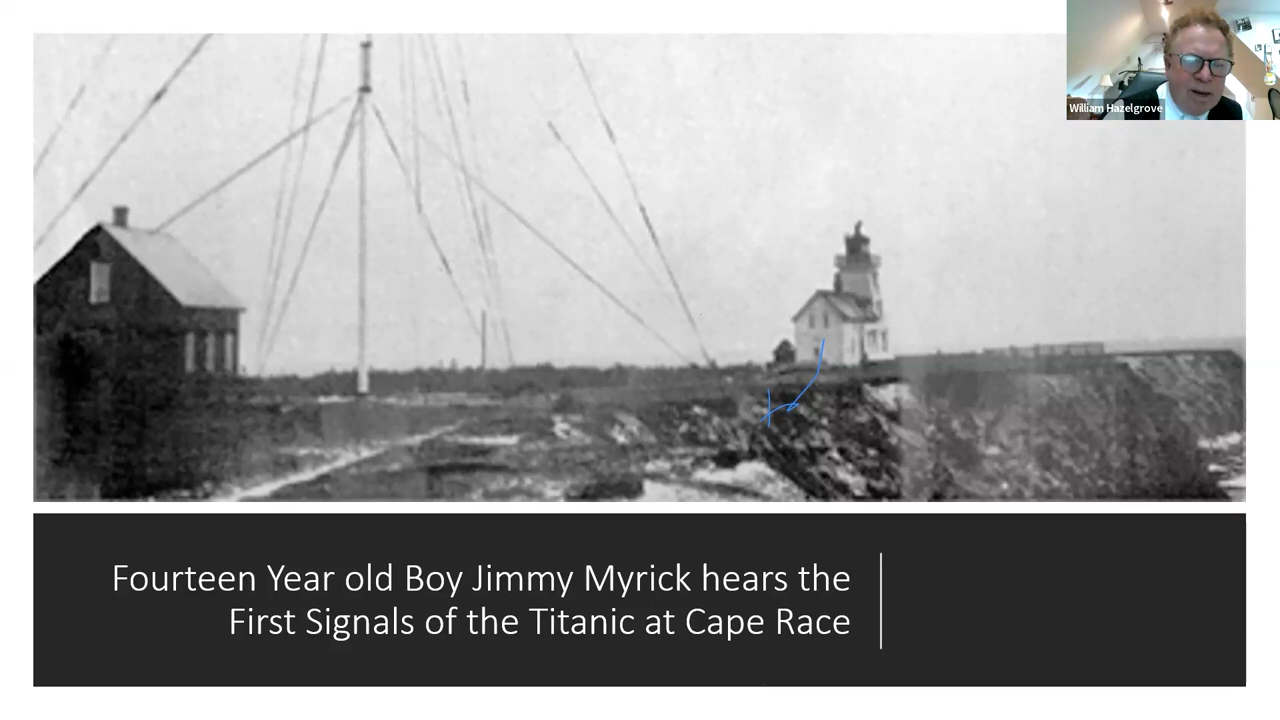 William Hazelgrove
Fourteen Year old Boy Jimmy Myrick hears the
First Signals of the Titanic at Cape Race